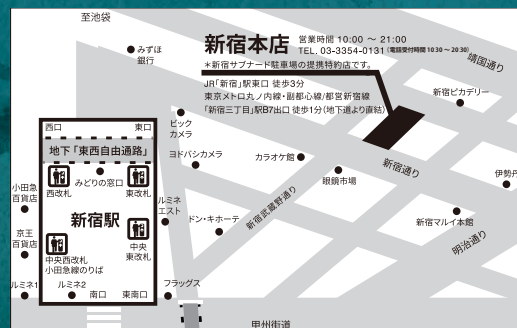 至池袋
新宿本店 営業時間 10:00 〜 21:00
TEL. 03-3354-0131 (電話受付時間 10:30 〜 20:30)
*新宿サブナード駐車場の提携特約店です。
JR「新宿」駅東口 徒歩3分
東京メトロ丸ノ内線・副都心線/都営新宿線
「新宿三丁目」駅B7出口 徒歩1分(地下道より直結)
みずほ
銀行
靖国通り
新宿ピカデリー
ビック
カメラ
西口
東口
地下「東西自由通路」
ヨドバシカメラ
カラオケ館
新宿通り
眼鏡市場
伊勢丹
みどりの窓口
西改札
東改札
小田急
百貨店
新宿駅
ルミネ
エスト
ドン・キホーテ
新宿武蔵野通り
新宿マルイ本館
明治通り
京王
百貨店
中央
東改札
中央西改札
小田急線のりば
ルミネ1
ルミネ2
南口
東南口
フラッグス
甲州街道